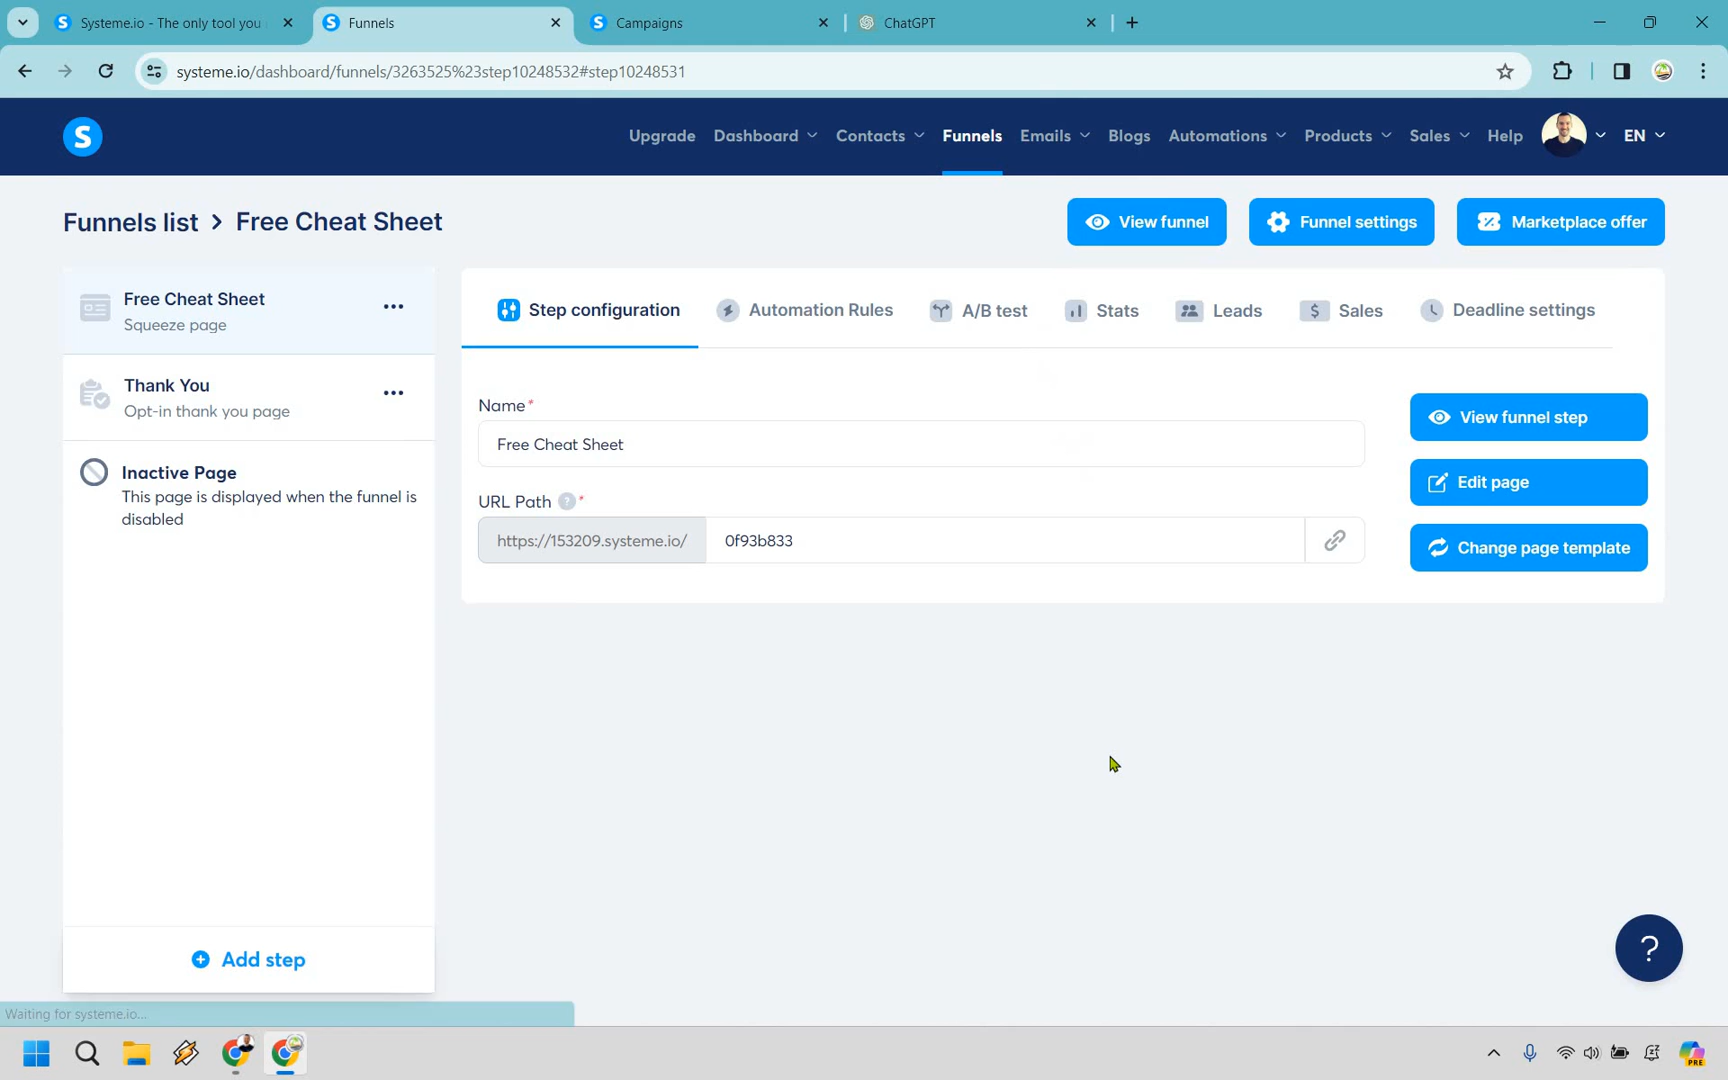 Systeme.io - The only tool you
Funnels
Campaigns
ChatGPT
systeme.io/dashboard/funnels/3263525%23step10248532#step10248531
S
Upgrade
Dashboard
Contacts
Funnels
Emails
Blogs
Automations
Products
Sales
Help
EN
Funnels list > Free Cheat Sheet
View funnel
Funnel settings
Marketplace offer
Free Cheat Sheet
Squeeze page
Thank You
Opt-in thank you page
Inactive Page
This page is displayed when the funnel is
disabled
Add step
Step configuration
Automation Rules
A/B test
Stats
Leads
Sales
Deadline settings
Name*
Free Cheat Sheet
URL Path ? *
https://153209.systeme.io/
0f93b833
View funnel step
Edit page
Change page template
?
Waiting for systeme.io...
PRE